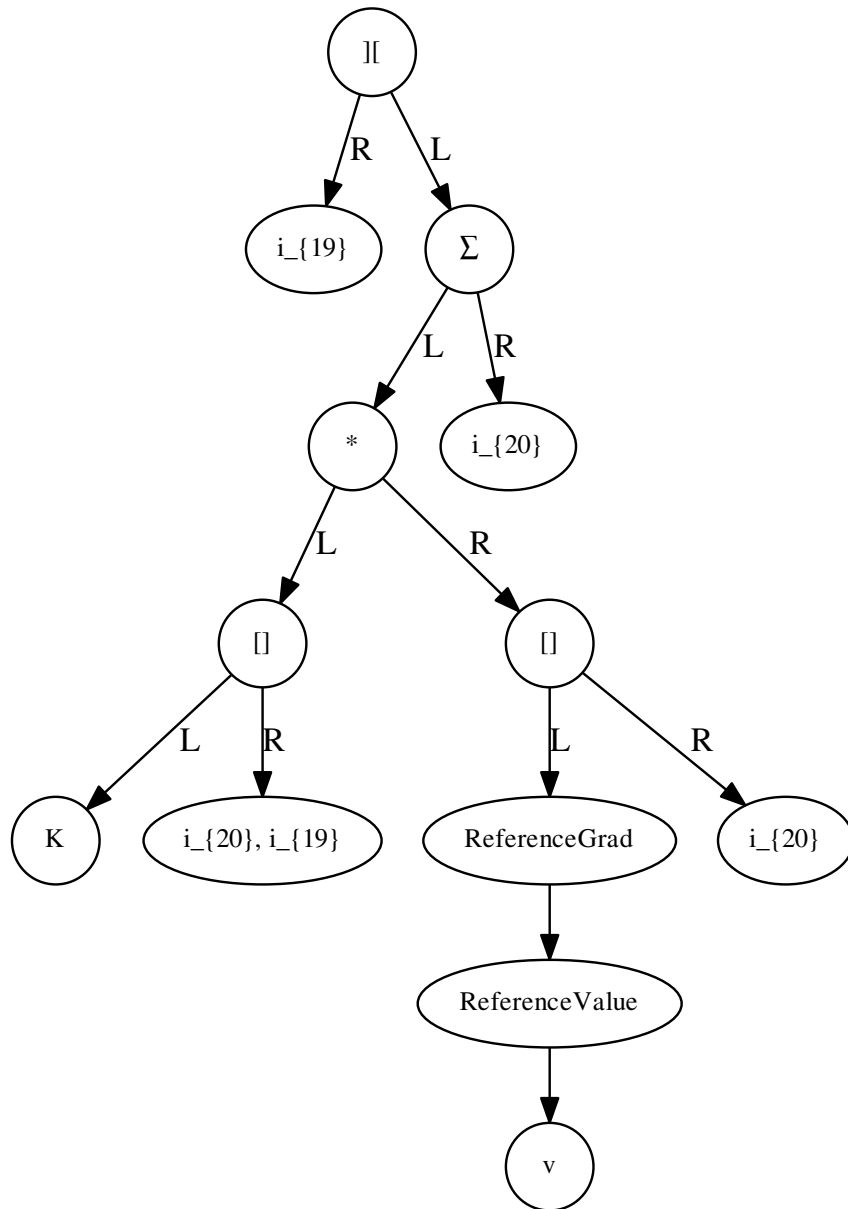 ][
R
L
i_{19}
Σ
L
R
*
i_{20}
L
R
[]
[]
L
R
L
R
K
i_{20}, i_{19}
ReferenceGrad
i_{20}
ReferenceValue
v